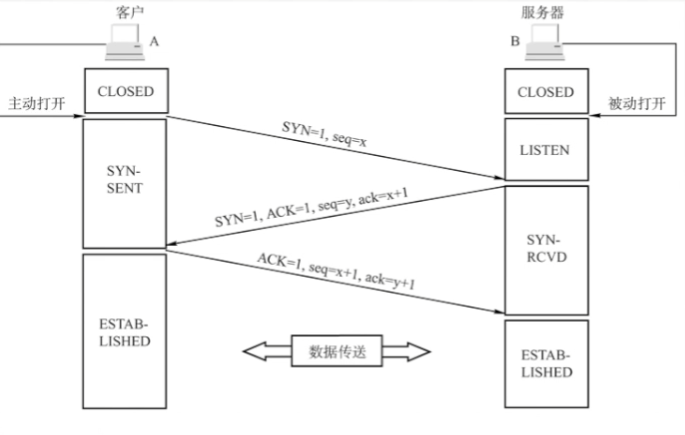 客户
服务器
A
B
CLOSED
CLOSED
主动打开
被动打开
SYN=1, seq=x
LISTEN
SYN-
SENT
SYN=1, ACK=1, seq=y, ack=x+1
SYN-
RCVD
ACK=1, seq=x+1, ack=y+1
ESTAB-
LISHED
数据传送
ESTAB-
LISHED